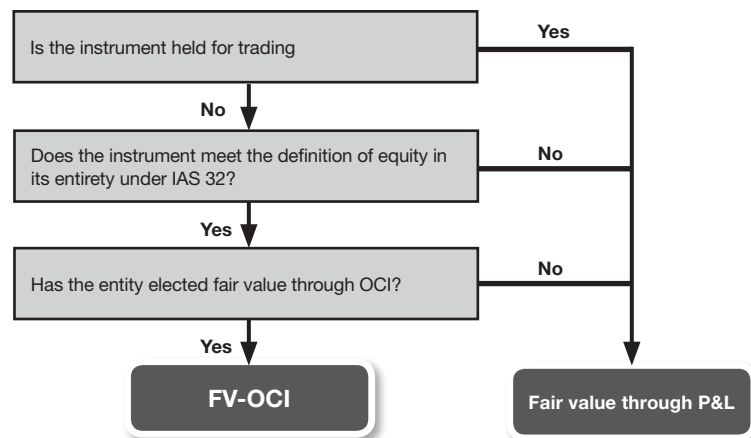 Is the instrument held for trading
Yes
No
Does the instrument meet the definition of equity in
its entirety under IAS 32?
No
Yes
Has the entity elected fair value through OCI?
No
Yes
FV-OCI
Fair value through P&L